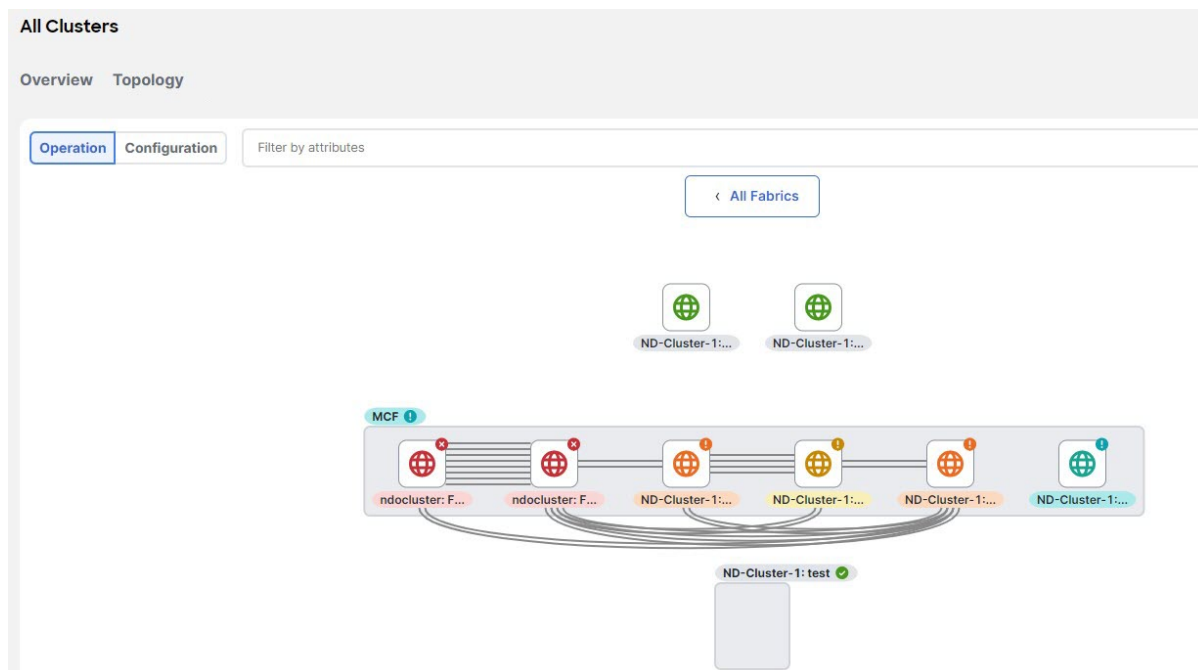 All Clusters
Overview Topology
Operation Configuration Filter by attributes
‹ All Fabrics
ND-Cluster-1:... ND-Cluster-1:...
MCF
ndocluster: F... ndocluster: F... ND-Cluster-1:... ND-Cluster-1:... ND-Cluster-1:... ND-Cluster-1:...
ND-Cluster-1: test